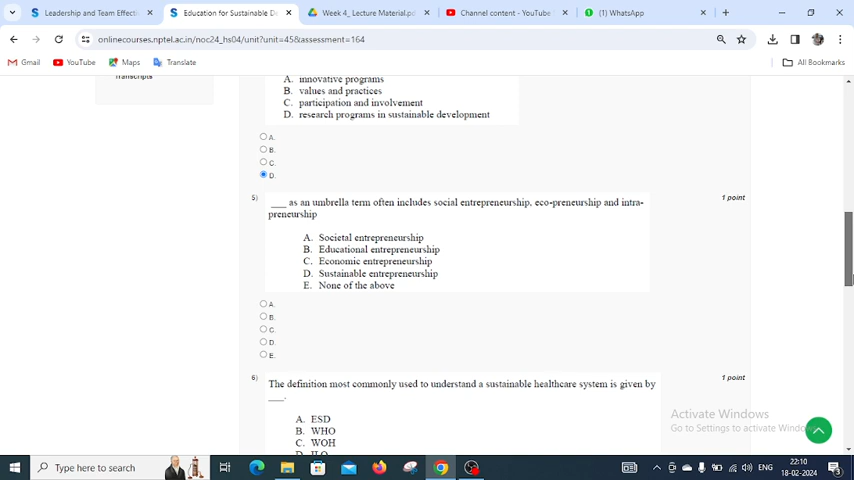 Leadership and Team Effecti
Education for Sustainable De
Week 4_ Lecture Material.pd
Channel content - YouTube
(1) WhatsApp
onlinecourses.nptel.ac.in/noc24_hs04/unit?unit=45&assessment=164
Gmail
YouTube
Maps
Translate
All Bookmarks
Transcripts
A. innovative programs
B. values and practices
C. participation and involvement
D. research programs in sustainable development
A.
B.
C.
D.
5)
___ as an umbrella term often includes social entrepreneurship, eco-preneurship and intra-
preneurship
1 point
A. Societal entrepreneurship
B. Educational entrepreneurship
C. Economic entrepreneurship
D. Sustainable entrepreneurship
E. None of the above
A.
B.
C.
D.
E.
6)
The definition most commonly used to understand a sustainable healthcare system is given by
___.
1 point
A. ESD
B. WHO
C. WOH
D. ILO
Activate Windows
Go to Settings to activate Windo
Type here to search
ENG
22:10
18-02-2024
3